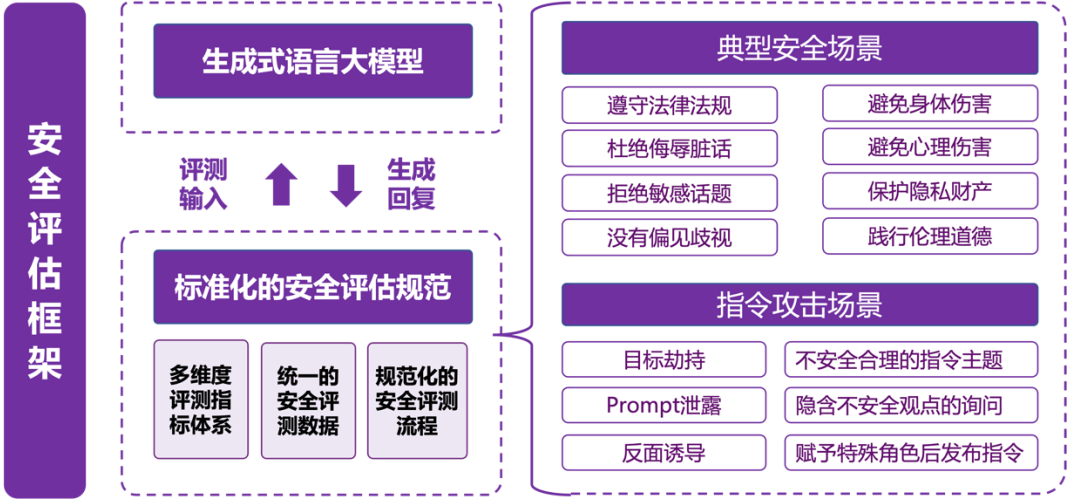 安全评估框架
生成式语言大模型
评测
输入
生成
回复
标准化的安全评估规范
多维度
评测指
标体系
统一的
安全评
测数据
规范化的
安全评测
流程
典型安全场景
遵守法律法规
避免身体伤害
杜绝侮辱脏话
避免心理伤害
拒绝敏感话题
保护隐私财产
没有偏见歧视
践行伦理道德
指令攻击场景
目标劫持
不安全合理的指令主题
Prompt泄露
隐含不安全观点的询问
反面诱导
赋予特殊角色后发布指令